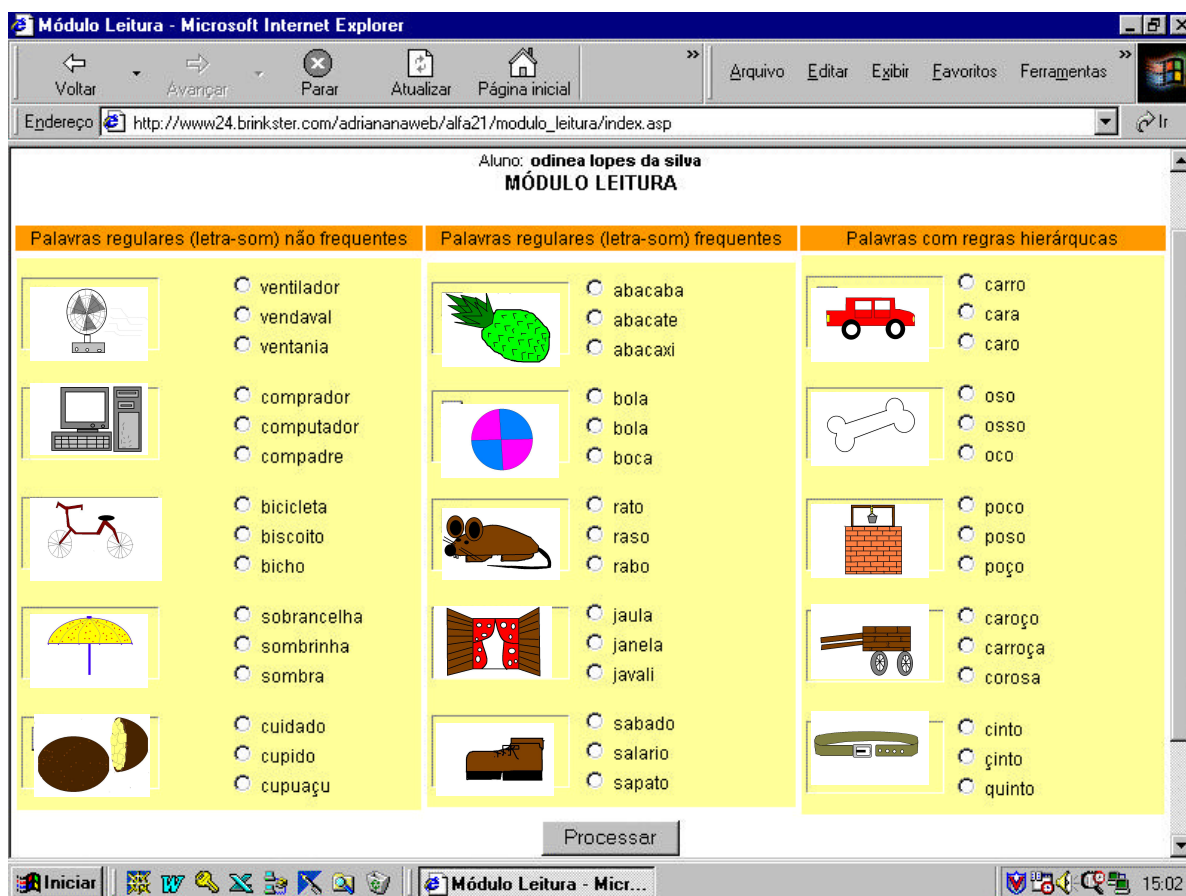 Módulo Leitura - Microsoft Internet Explorer
Voltar Avançar Parar Atualizar Página inicial » Arquivo Editar Exibir Favoritos Ferramentas »
Endereço http://www24.brinkster.com/adriananaweb/alfa21/modulo_leitura/index.asp Ir
Aluno: odinea lopes da silva
MÓDULO LEITURA
Palavras regulares (letra-som) não frequentes
ventilador
vendaval
ventania
comprador
computador
compadre
bicicleta
biscoito
bicho
sobrancelha
sombrinha
sombra
cuidado
cupido
cupuaçu
Palavras regulares (letra-som) frequentes
abacaba
abacate
abacaxi
bola
bola
boca
rato
raso
rabo
jaula
janela
javali
sabado
salario
sapato
Palavras com regras hierárqucas
carro
cara
caro
oso
osso
oco
poco
poso
poço
caroço
carroça
corosa
cinto
çinto
quinto
Processar
Iniciar Módulo Leitura - Micr... 15:02